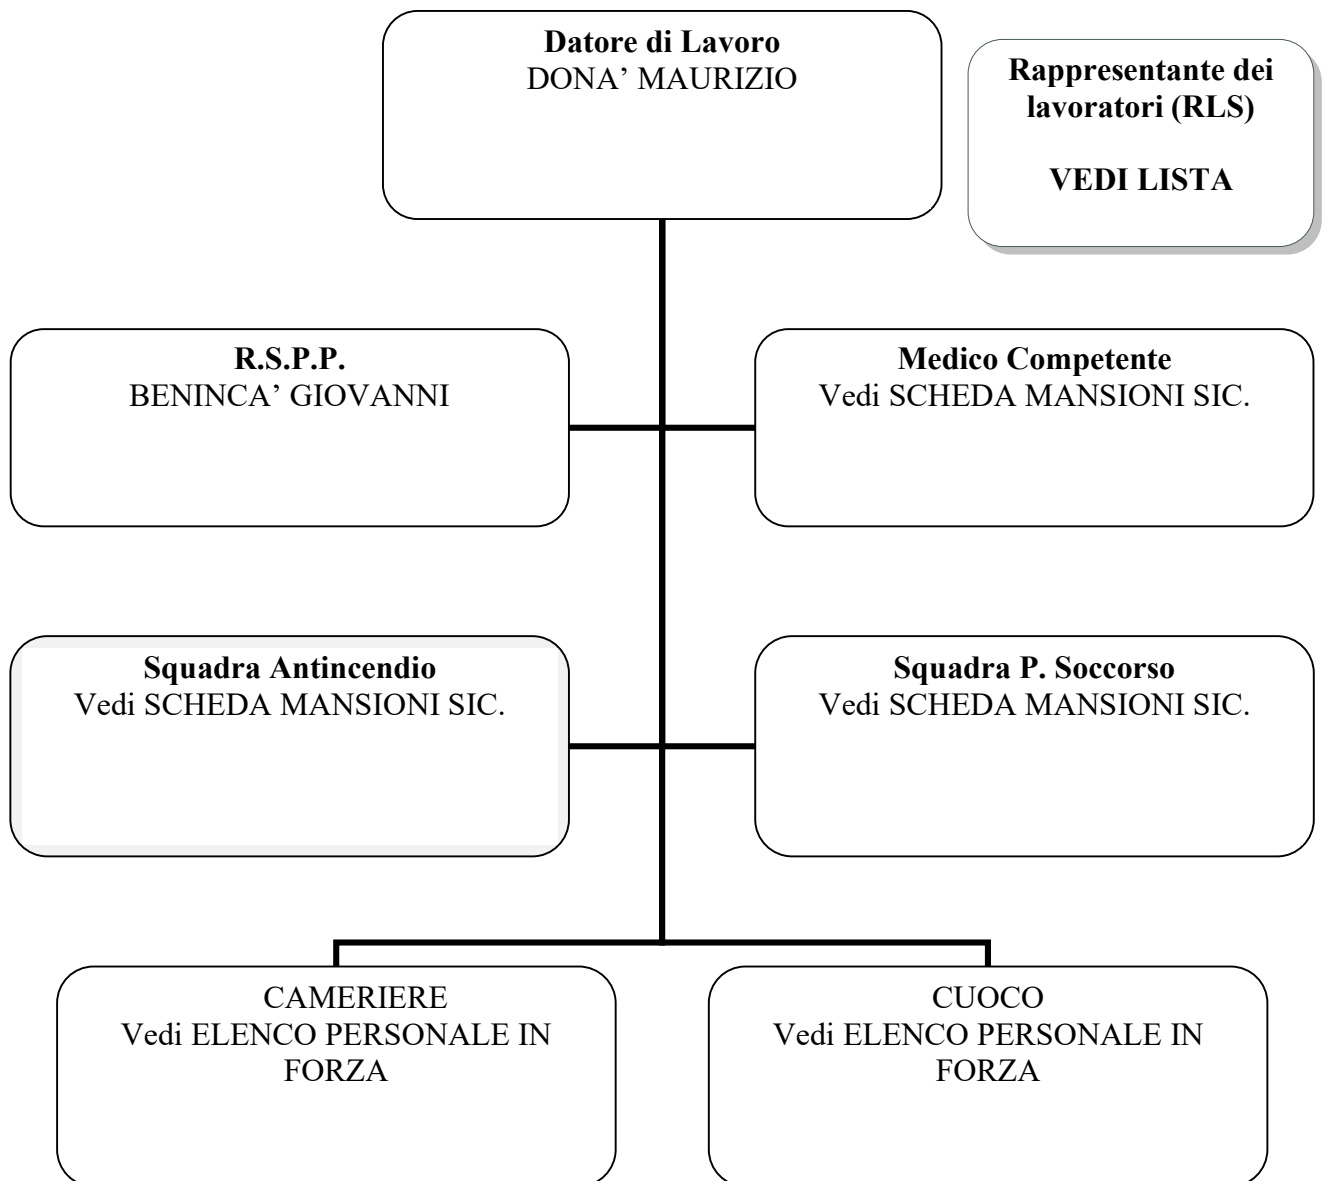 Datore di Lavoro
DONA’ MAURIZIO
Rappresentante dei
lavoratori (RLS)
VEDI LISTA
R.S.P.P.
BENINCA’ GIOVANNI
Medico Competente
Vedi SCHEDA MANSIONI SIC.
Squadra Antincendio
Vedi SCHEDA MANSIONI SIC.
Squadra P. Soccorso
Vedi SCHEDA MANSIONI SIC.
CAMERIERE
Vedi ELENCO PERSONALE IN
FORZA
CUOCO
Vedi ELENCO PERSONALE IN
FORZA